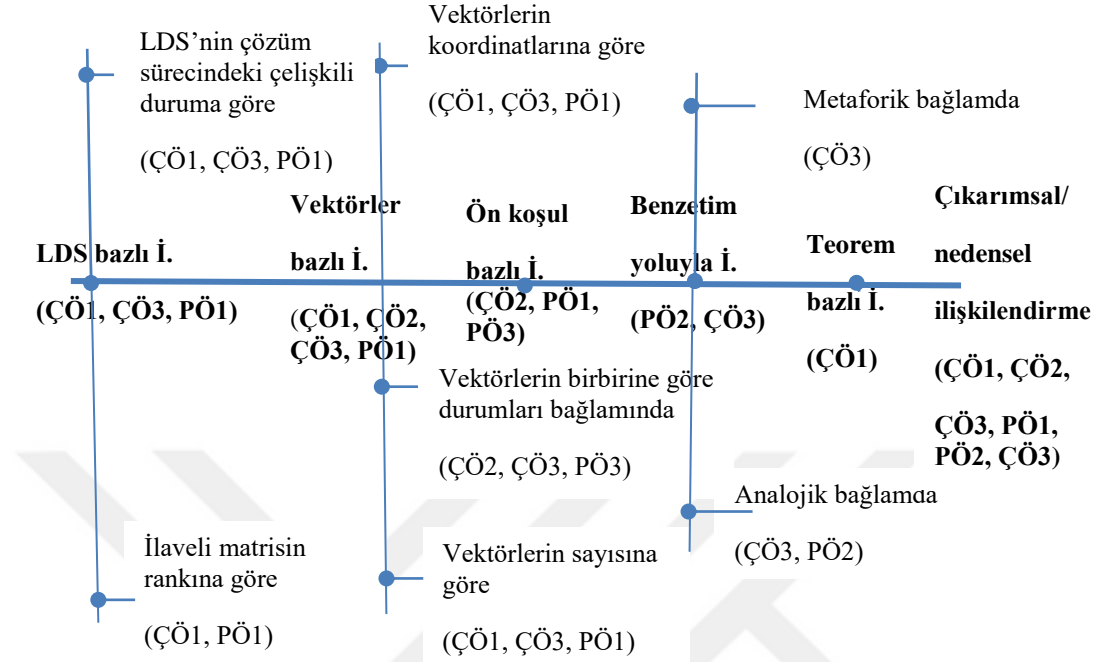 LDS’nin çözüm
sürecindeki çelişkili
duruma göre
(ÇÖ1, ÇÖ3, PÖ1)
Vektörlerin
koordinatlarına göre
(ÇÖ1, ÇÖ3, PÖ1)
Metaforik bağlamda
(ÇÖ3)
LDS bazlı İ.
(ÇÖ1, ÇÖ3, PÖ1)
Vektörler
bazlı İ.
(ÇÖ1, ÇÖ2,
ÇÖ3, PÖ1)
Ön koşul
bazlı İ.
(ÇÖ2, PÖ1,
PÖ3)
Benzetim
yoluyla İ.
(PÖ2, ÇÖ3)
Teorem
bazlı İ.
(ÇÖ1)
Çıkarımsal/
nedensel
ilişkilendirme
(ÇÖ1, ÇÖ2,
ÇÖ3, PÖ1,
PÖ2, ÇÖ3)
Vektörlerin birbirine göre
durumları bağlamında
(ÇÖ2, ÇÖ3, PÖ3)
Analojik bağlamda
(ÇÖ3, PÖ2)
İlaveli matrisin
rankına göre
(ÇÖ1, PÖ1)
Vektörlerin sayısına
göre
(ÇÖ1, ÇÖ3, PÖ1)